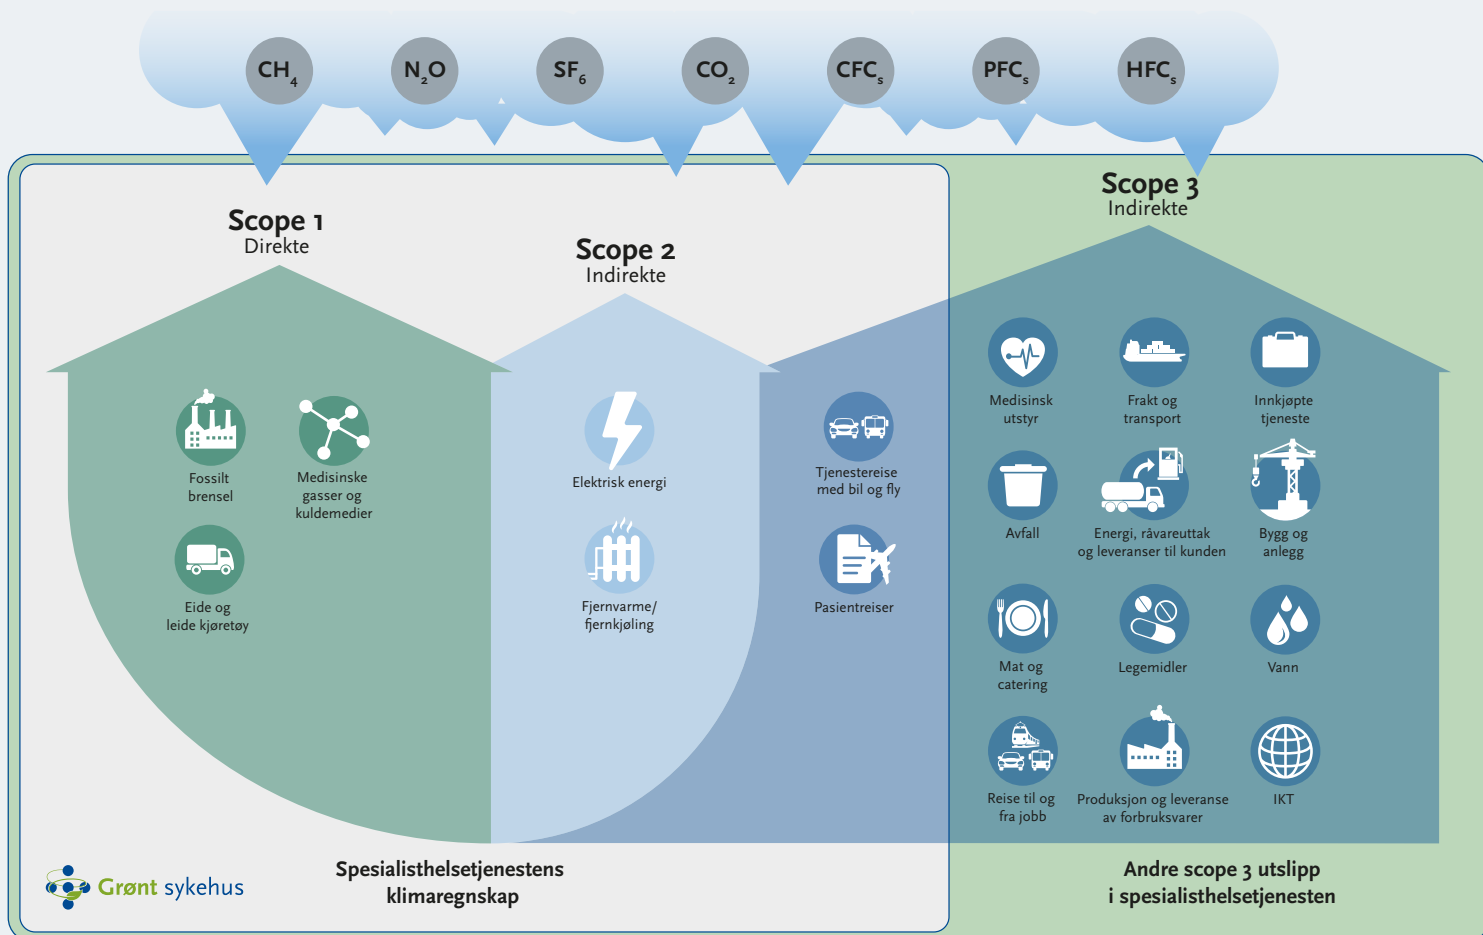 CH₄
N₂O
SF₆
CO₂
CFCₛ
PFCₛ
HFCₛ
Scope 1
Direkte
Scope 2
Indirekte
Scope 3
Indirekte
Fossilt
brensel
Medisinske
gasser og
kuldemedier
Eide og
leide kjøretøy
Elektrisk energi
Fjernvarme/
fjernkjøling
Tjenestereise
med bil og fly
Pasientreiser
Medisinsk
utstyr
Frakt og
transport
Innkjøpte
tjeneste
Avfall
Energi, råvareuttak
og leveranser til kunden
Bygg og
anlegg
Mat og
catering
Legemidler
Vann
Reise til og
fra jobb
Produksjon og leveranse
av forbruksvarer
IKT
Grønt sykehus
Spesialisthelsetjenestens
klimaregnskap
Andre scope 3 utslipp
i spesialisthelsetjenesten